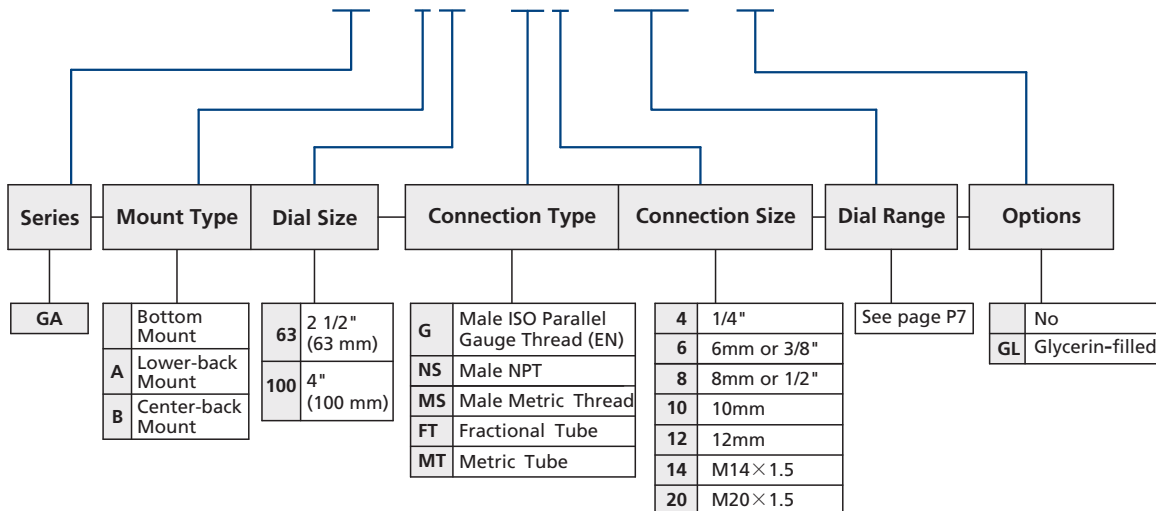 Series
Mount Type
Dial Size
Connection Type
Connection Size
Dial Range
Options
GA
Bottom
Mount
A Lower-back
Mount
B Center-back
Mount
63 2 1/2"
(63 mm)
100 4"
(100 mm)
G Male ISO Parallel
Gauge Thread (EN)
NS Male NPT
MS Male Metric Thread
FT Fractional Tube
MT Metric Tube
4 1/4"
6 6mm or 3/8"
8 8mm or 1/2"
10 10mm
12 12mm
14 M14×1.5
20 M20×1.5
See page P7
No
GL Glycerin-filled